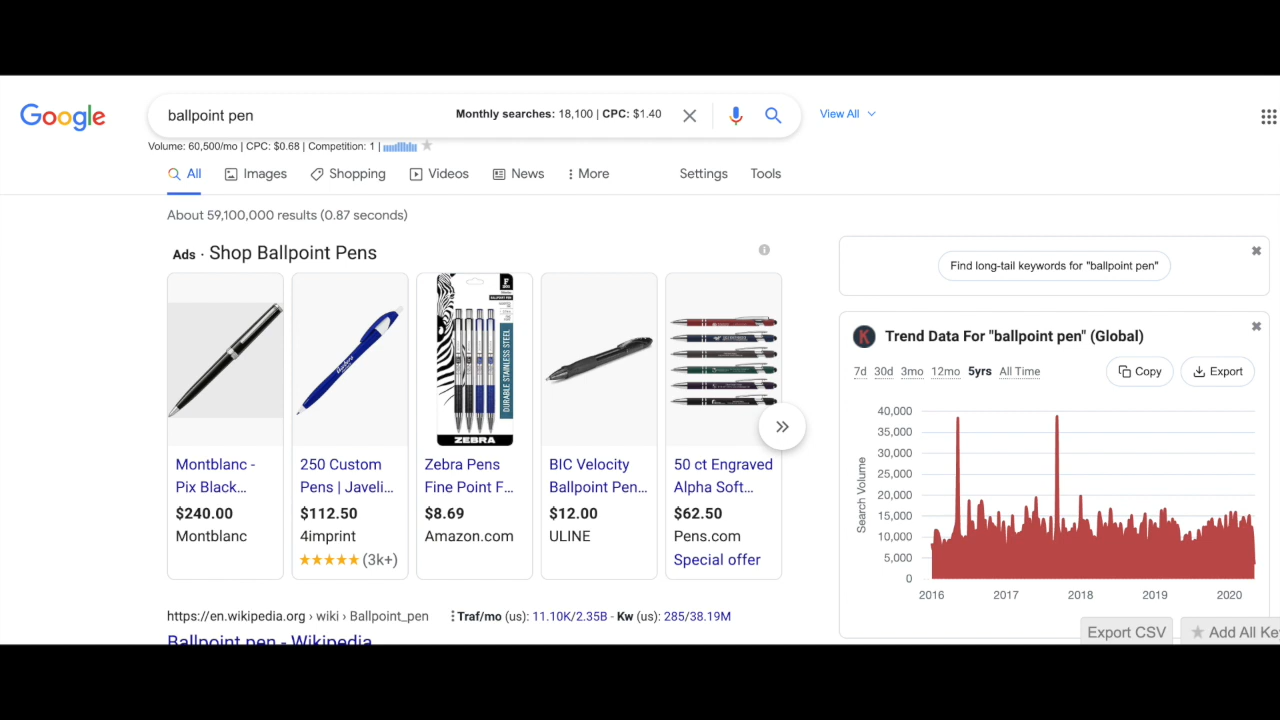 Google
ballpoint pen
Monthly searches: 18,100 | CPC: $1.40
View All
Volume: 60,500/mo | CPC: $0.68 | Competition: 1 |
All Images Shopping Videos News More Settings Tools
About 59,100,000 results (0.87 seconds)
Ads · Shop Ballpoint Pens
Montblanc -
Pix Black...
$240.00
Montblanc
250 Custom
Pens | Javeli...
$112.50
4imprint
(3k+)
DURABLE STAINLESS STEEL
ZEBRA
Zebra Pens
Fine Point F...
$8.69
Amazon.com
BIC Velocity
Ballpoint Pen...
$12.00
ULINE
50 ct Engraved
Alpha Soft...
$62.50
Pens.com
Special offer
https://en.wikipedia.org › wiki › Ballpoint_pen
Traf/mo (us): 11.10K/2.35B - Kw (us): 285/38.19M
Ballpoint pen - Wikipedia
Find long-tail keywords for "ballpoint pen"
K
Trend Data For "ballpoint pen" (Global)
7d 30d 3mo 12mo 5yrs All Time
Copy
Export
Search Volume
40,000
35,000
30,000
25,000
20,000
15,000
10,000
5,000
0
2016 2017 2018 2019 2020
Export CSV
Add All Ke